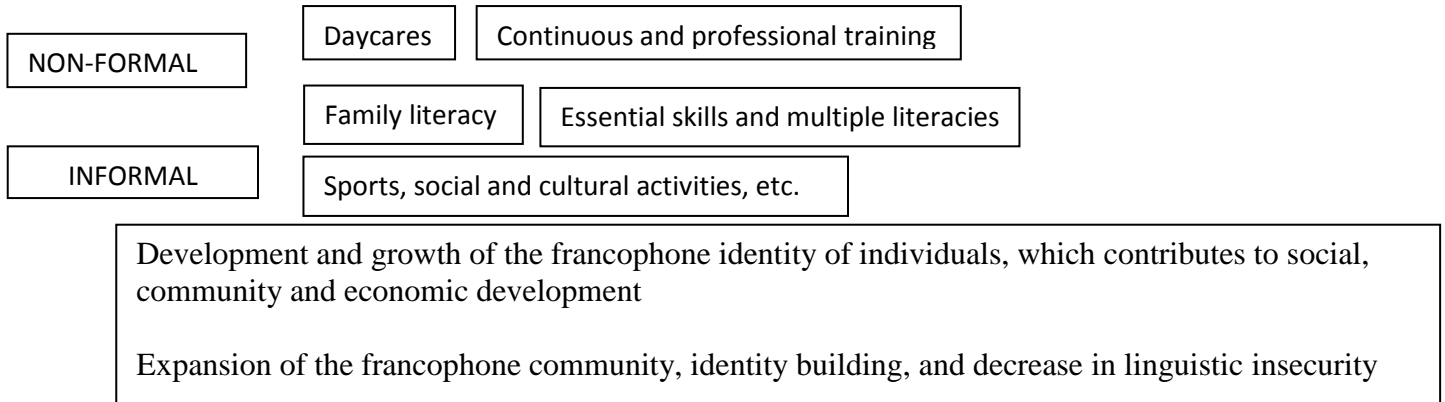 Daycares
Continuous and professional training
NON-FORMAL
Family literacy
Essential skills and multiple literacies
INFORMAL
Sports, social and cultural activities, etc.
Development and growth of the francophone identity of individuals, which contributes to social,
community and economic development
Expansion of the francophone community, identity building, and decrease in linguistic insecurity